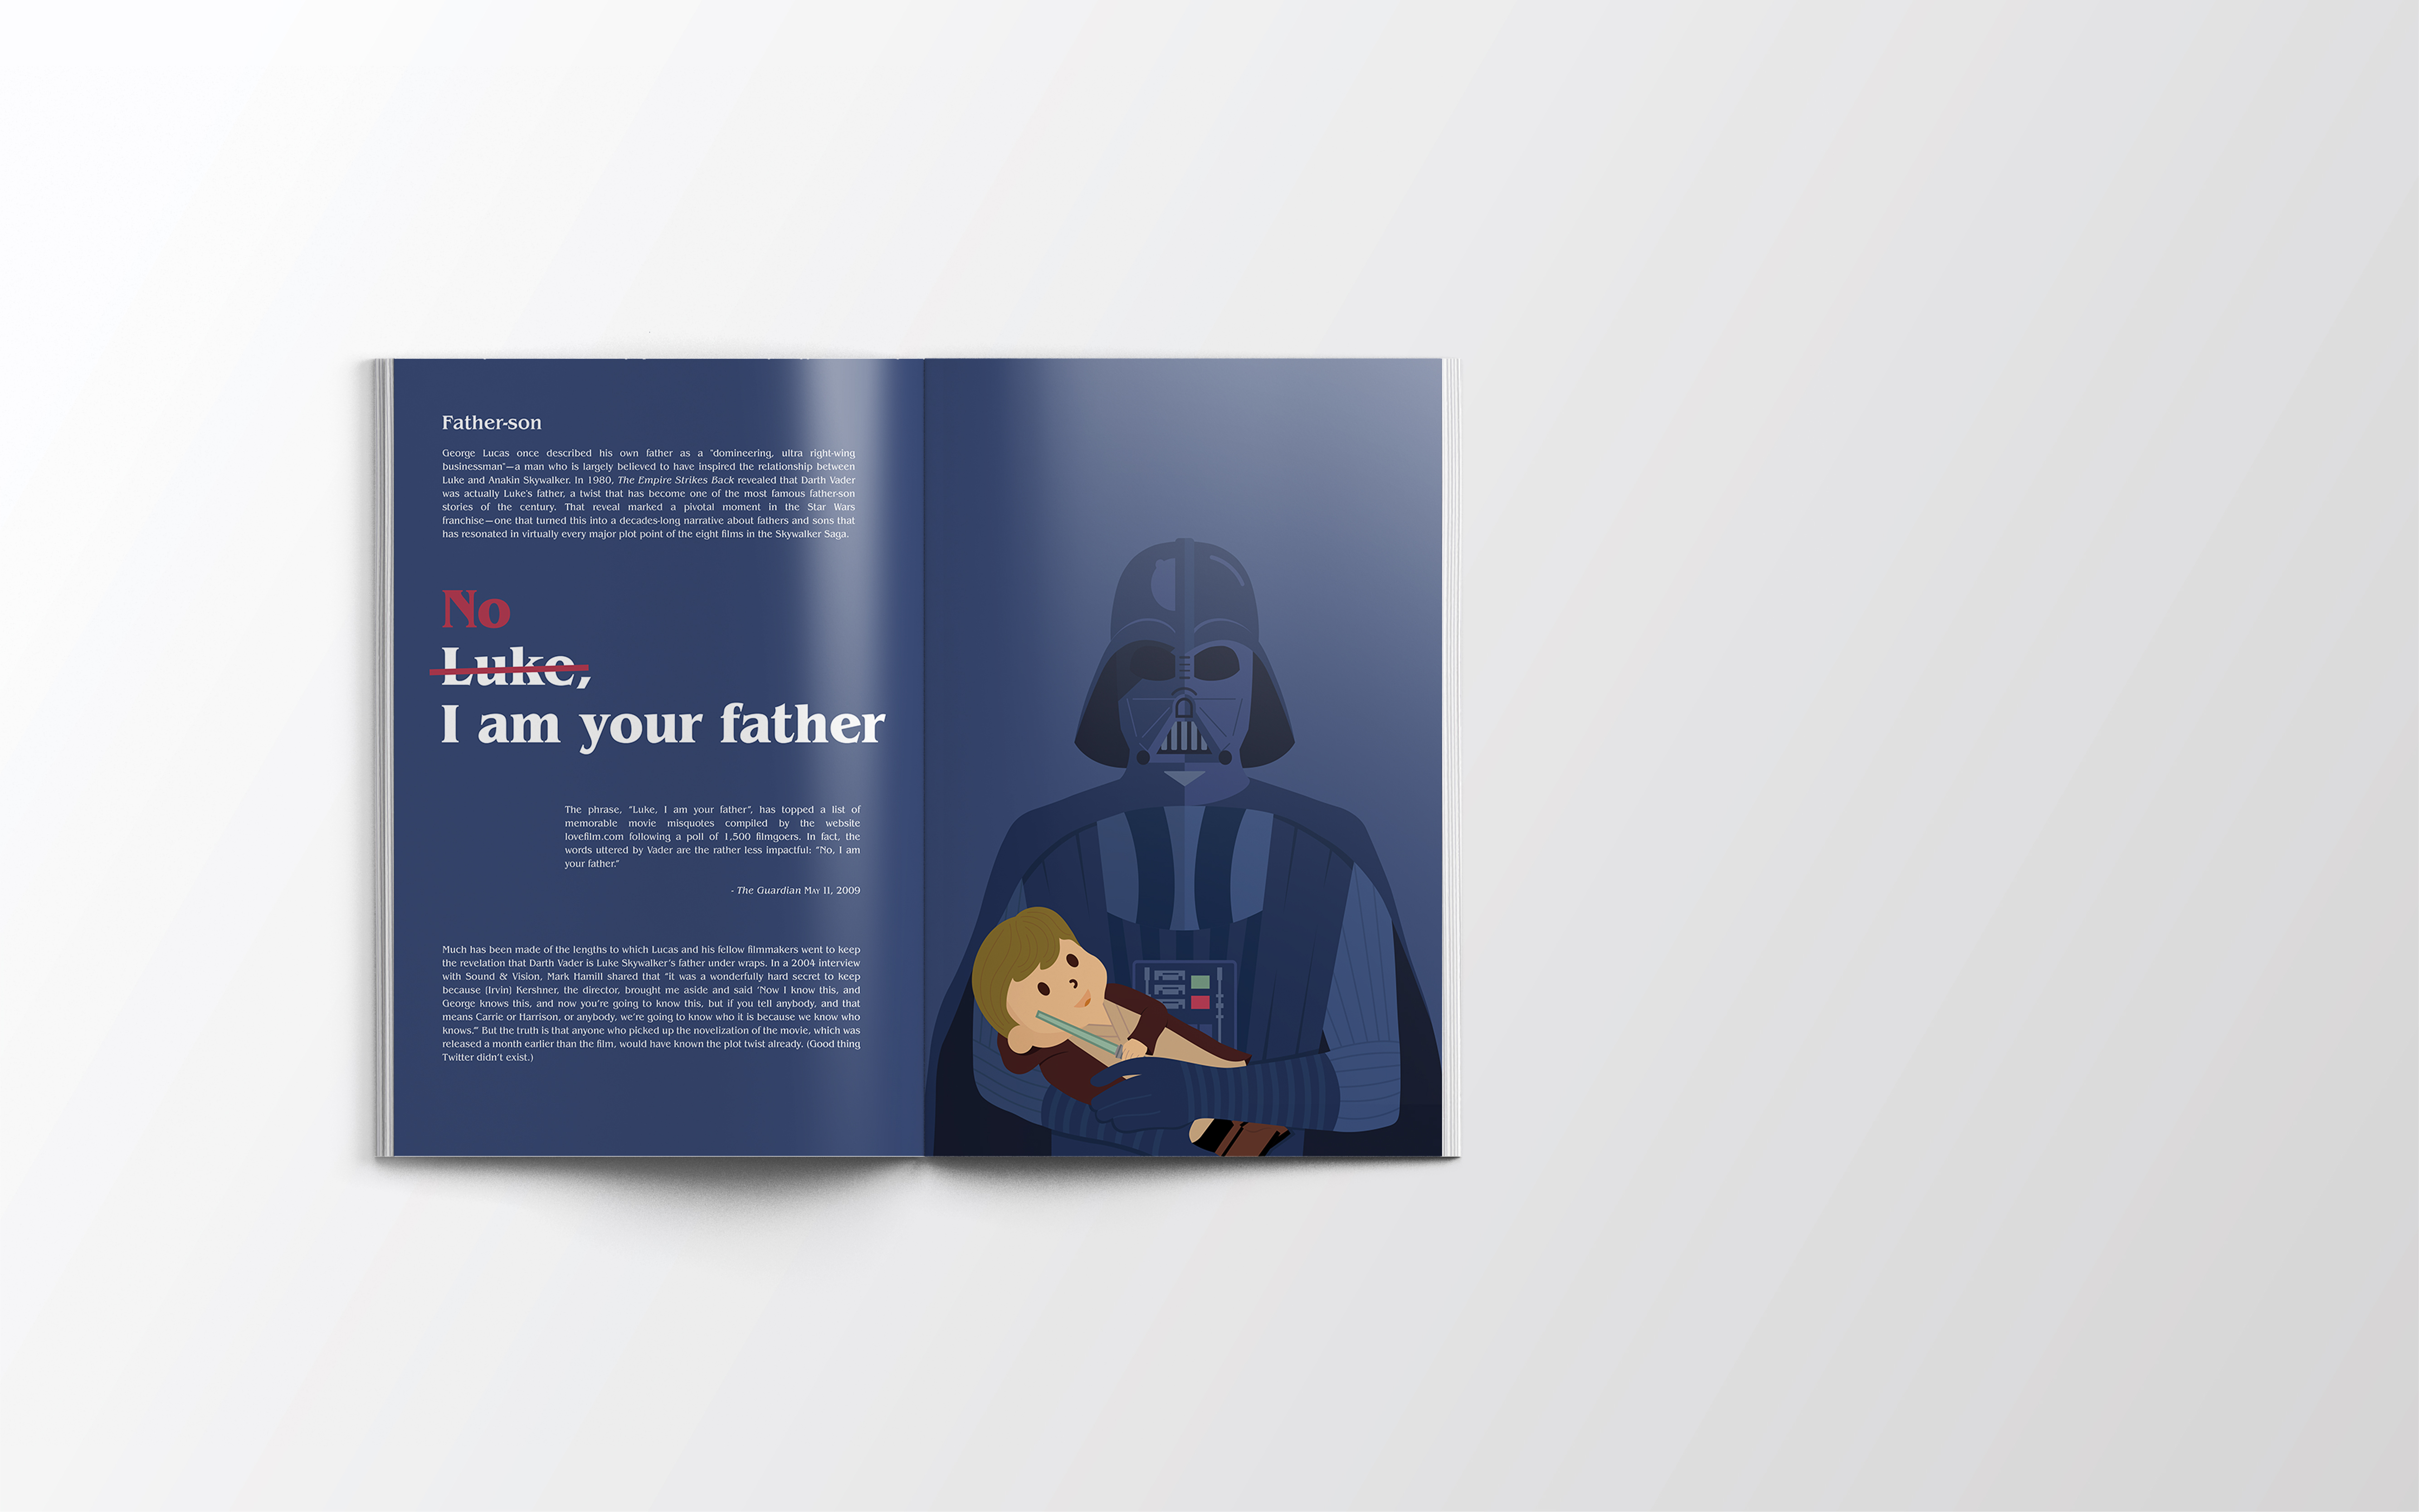 Father-son
George Lucas once described his own father as a "domineering, ultra right-wing
businessman"—a man who is largely believed to have inspired the relationship between
Luke and Anakin Skywalker. In 1980, The Empire Strikes Back revealed that Darth Vader
was actually Luke's father, a twist that has become one of the most famous father-son
stories of the century. That reveal marked a pivotal moment in the Star Wars
franchise—one that turned this into a decades-long narrative about fathers and sons that
has resonated in virtually every major plot point of the eight films in the Skywalker Saga.
No
Luke,
I am your father
The phrase, "Luke, I am your father", has topped a list of
memorable movie misquotes compiled by the website
lovefilm.com following a poll of 1,500 filmgoers. In fact, the
words uttered by Vader are the rather less impactful: "No, I am
your father."
- The Guardian May 11, 2009
Much has been made of the lengths to which Lucas and his fellow filmmakers went to keep
the revelation that Darth Vader is Luke Skywalker's father under wraps. In a 2004 interview
with Sound & Vision, Mark Hamill shared that "it was a wonderfully hard secret to keep
because [Irvin] Kershner, the director, brought me aside and said 'Now I know this, and
George knows this, and now you're going to know this, but if you tell anybody, and that
means Carrie or Harrison, or anybody, we're going to know who it is because we know who
knows.'" But the truth is that anyone who picked up the novelization of the movie, which was
released a month earlier than the film, would have known the plot twist already. (Good thing
Twitter didn't exist.)